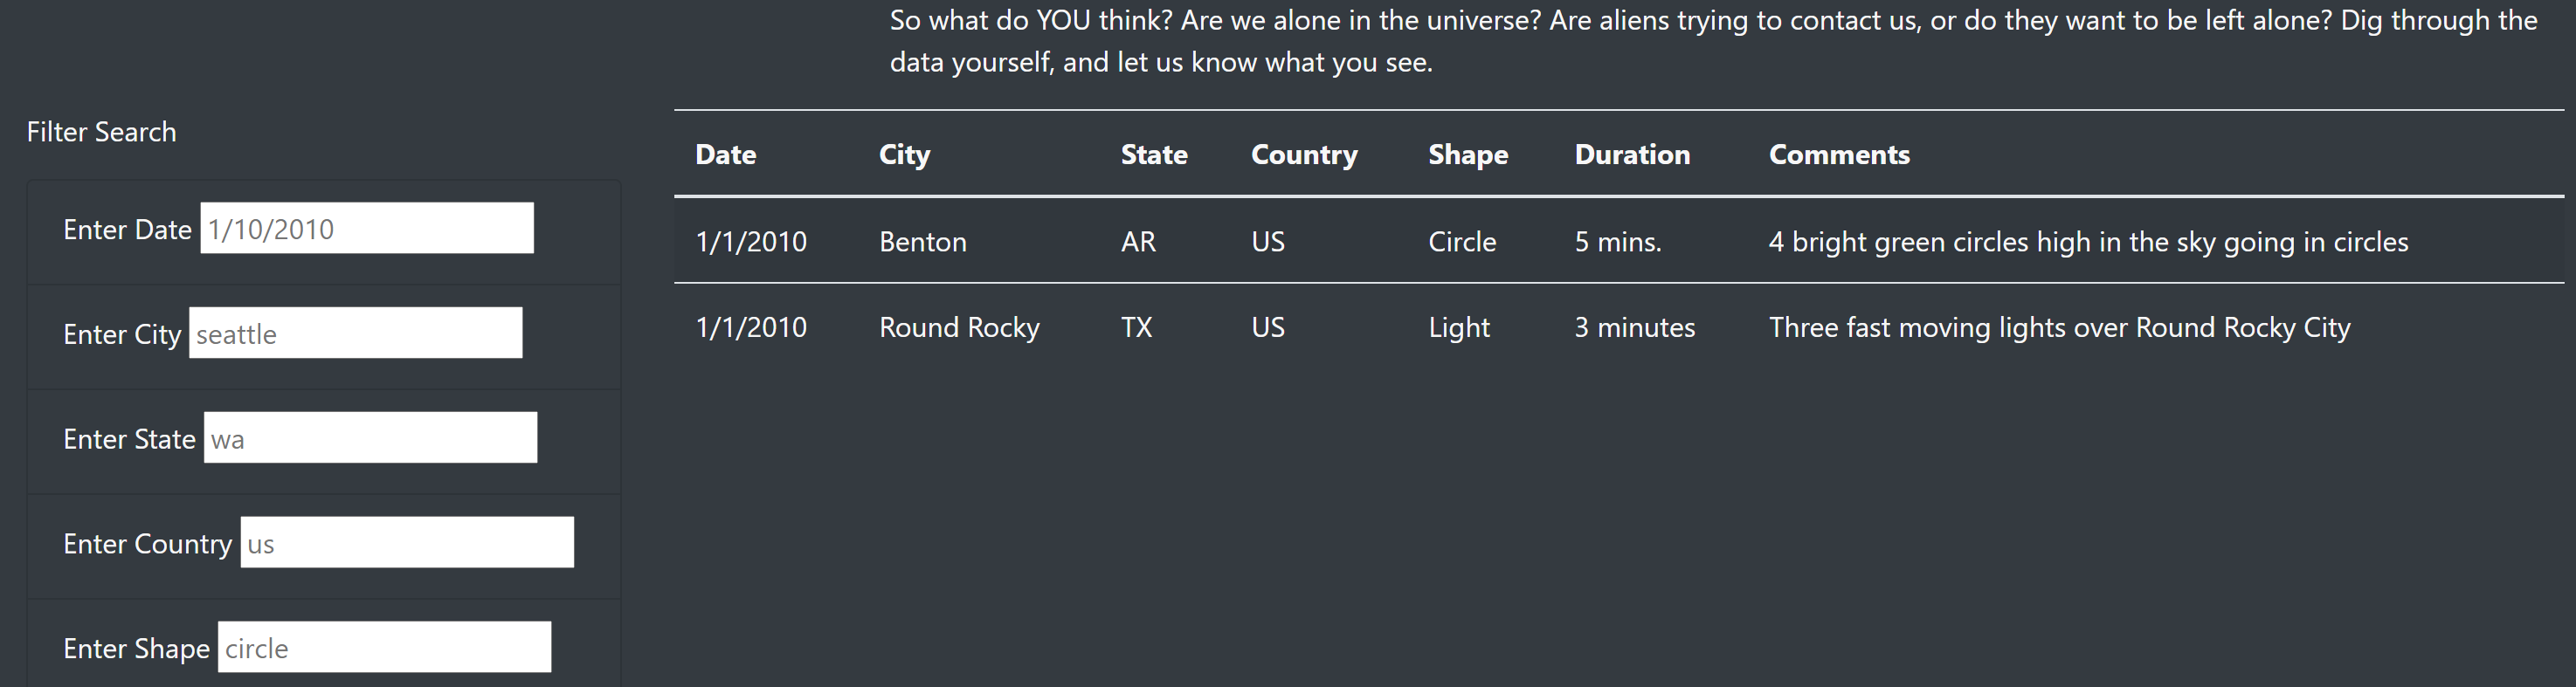 So what do YOU think? Are we alone in the universe? Are aliens trying to contact us, or do they want to be left alone? Dig through the
data yourself, and let us know what you see.
Filter Search
Enter Date 1/10/2010
Enter City seattle
Enter State wa
Enter Country us
Enter Shape circle
Date City State Country Shape Duration Comments
1/1/2010 Benton AR US Circle 5 mins. 4 bright green circles high in the sky going in circles
1/1/2010 Round Rocky TX US Light 3 minutes Three fast moving lights over Round Rocky City